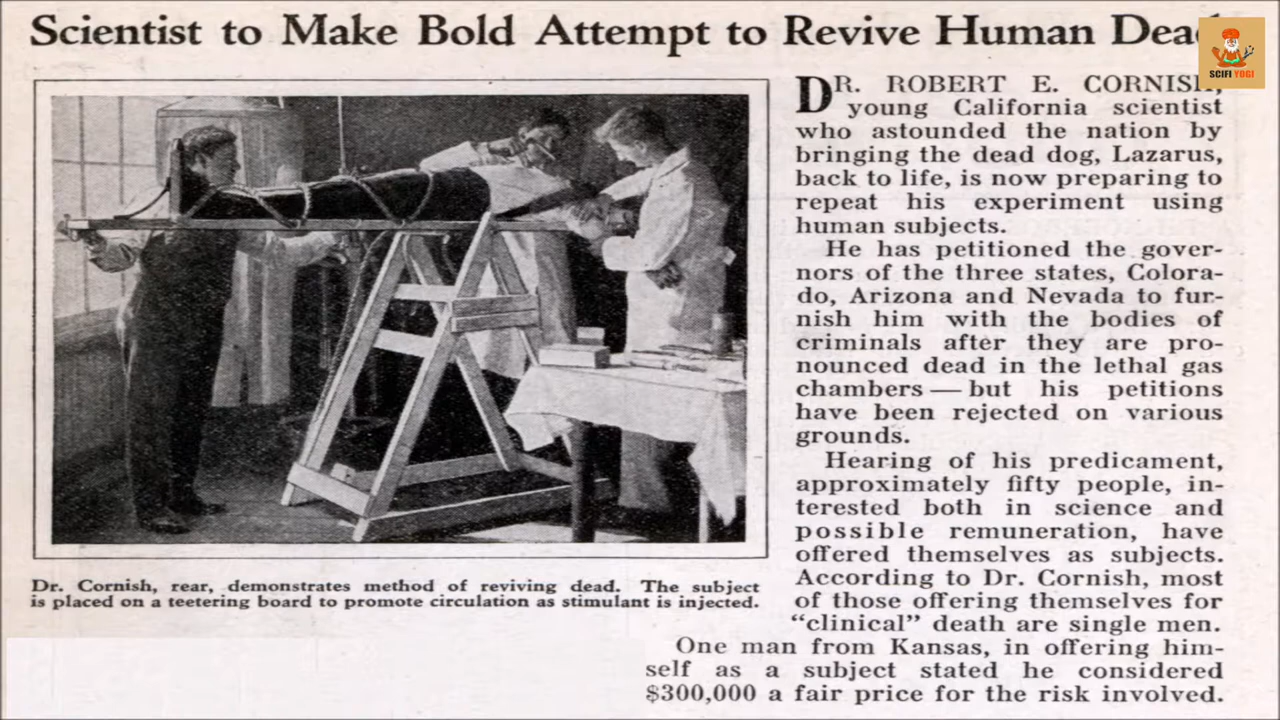 Scientist to Make Bold Attempt to Revive Human Dead
SCIFI YOGI
DR. ROBERT E. CORNISH,
young California scientist
who astounded the nation by
bringing the dead dog, Lazarus,
back to life, is now preparing to
repeat his experiment using
human subjects.
He has petitioned the gover-
nors of the three states, Colora-
do, Arizona and Nevada to fur-
nish him with the bodies of
criminals after they are pro-
nounced dead in the lethal gas
chambers — but his petitions
have been rejected on various
grounds.
Hearing of his predicament,
approximately fifty people, in-
terested both in science and
possible remuneration, have
offered themselves as subjects.
According to Dr. Cornish, most
of those offering themselves for
“clinical” death are single men.
One man from Kansas, in offering him-
self as a subject stated he considered
$300,000 a fair price for the risk involved.
Dr. Cornish, rear, demonstrates method of reviving dead. The subject
is placed on a teetering board to promote circulation as stimulant is injected.